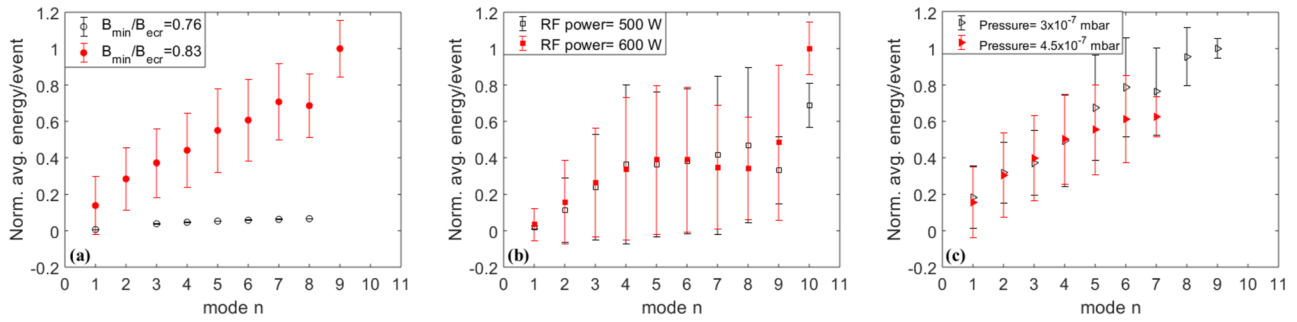 Norm. avg. energy/event
1.2
1
0.8
0.6
0.4
0.2
0
-0.2
B_min/B_ecr=0.76
B_min/B_ecr=0.83
(a)
0 1 2 3 4 5 6 7 8 9 10 11
mode n
Norm. avg. energy/event
1.2
1
0.8
0.6
0.4
0.2
0
-0.2
RF power= 500 W
RF power= 600 W
(b)
0 1 2 3 4 5 6 7 8 9 10 11
mode n
Norm. avg. energy/event
1.2
1
0.8
0.6
0.4
0.2
0
-0.2
Pressure= 3x10^-7 mbar
Pressure= 4.5x10^-7 mbar
(c)
0 1 2 3 4 5 6 7 8 9 10 11
mode n